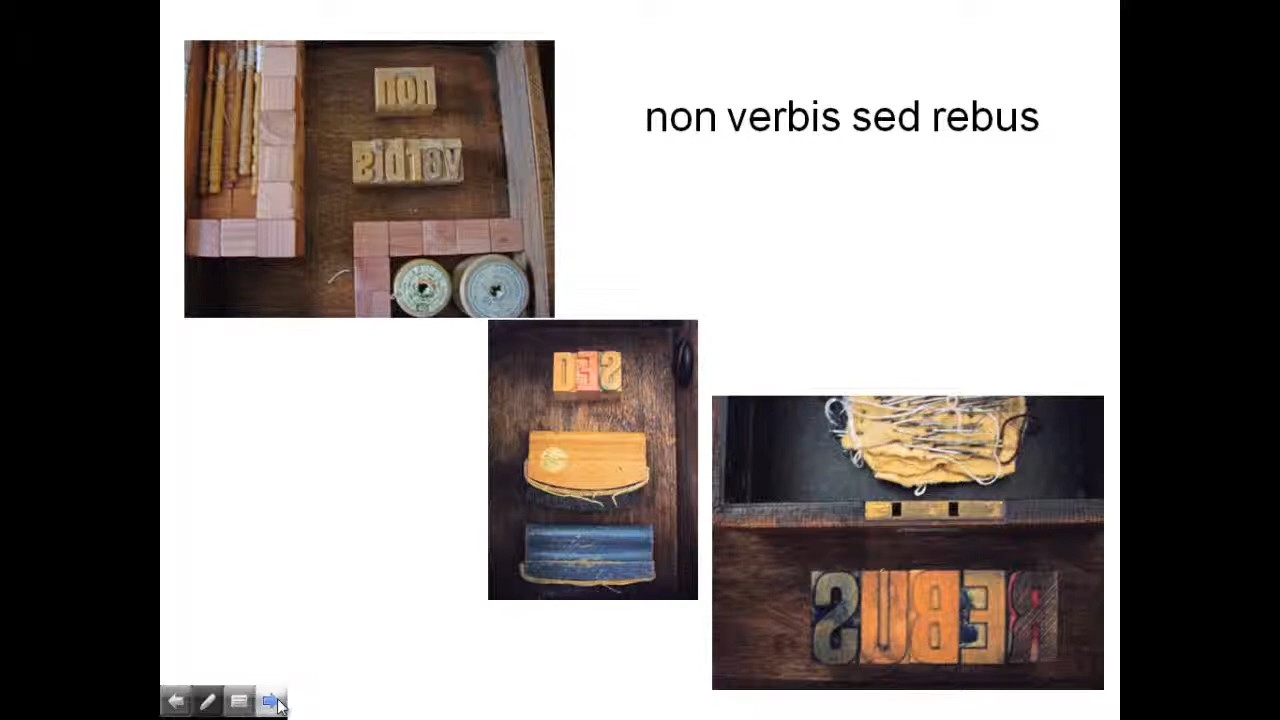 non verbis sed rebus
non
verbis
SED
REBUS